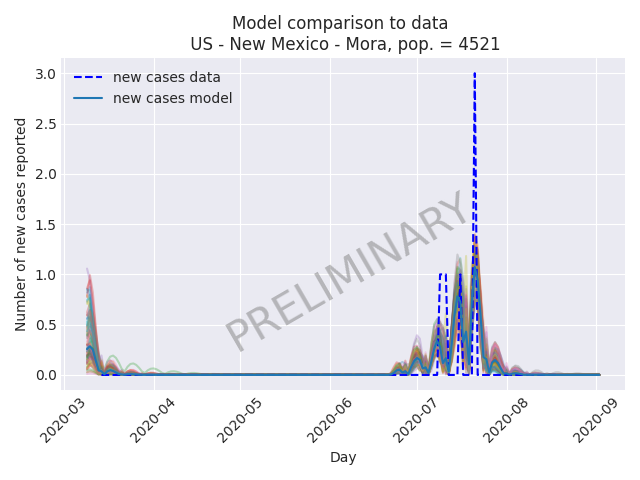 Model comparison to data
US - New Mexico - Mora, pop. = 4521
new cases data
new cases model
Number of new cases reported
3.0
2.5
2.0
1.5
1.0
0.5
0.0
PRELIMINARY
2020-03
2020-04
2020-05
2020-06
2020-07
2020-08
2020-09
Day